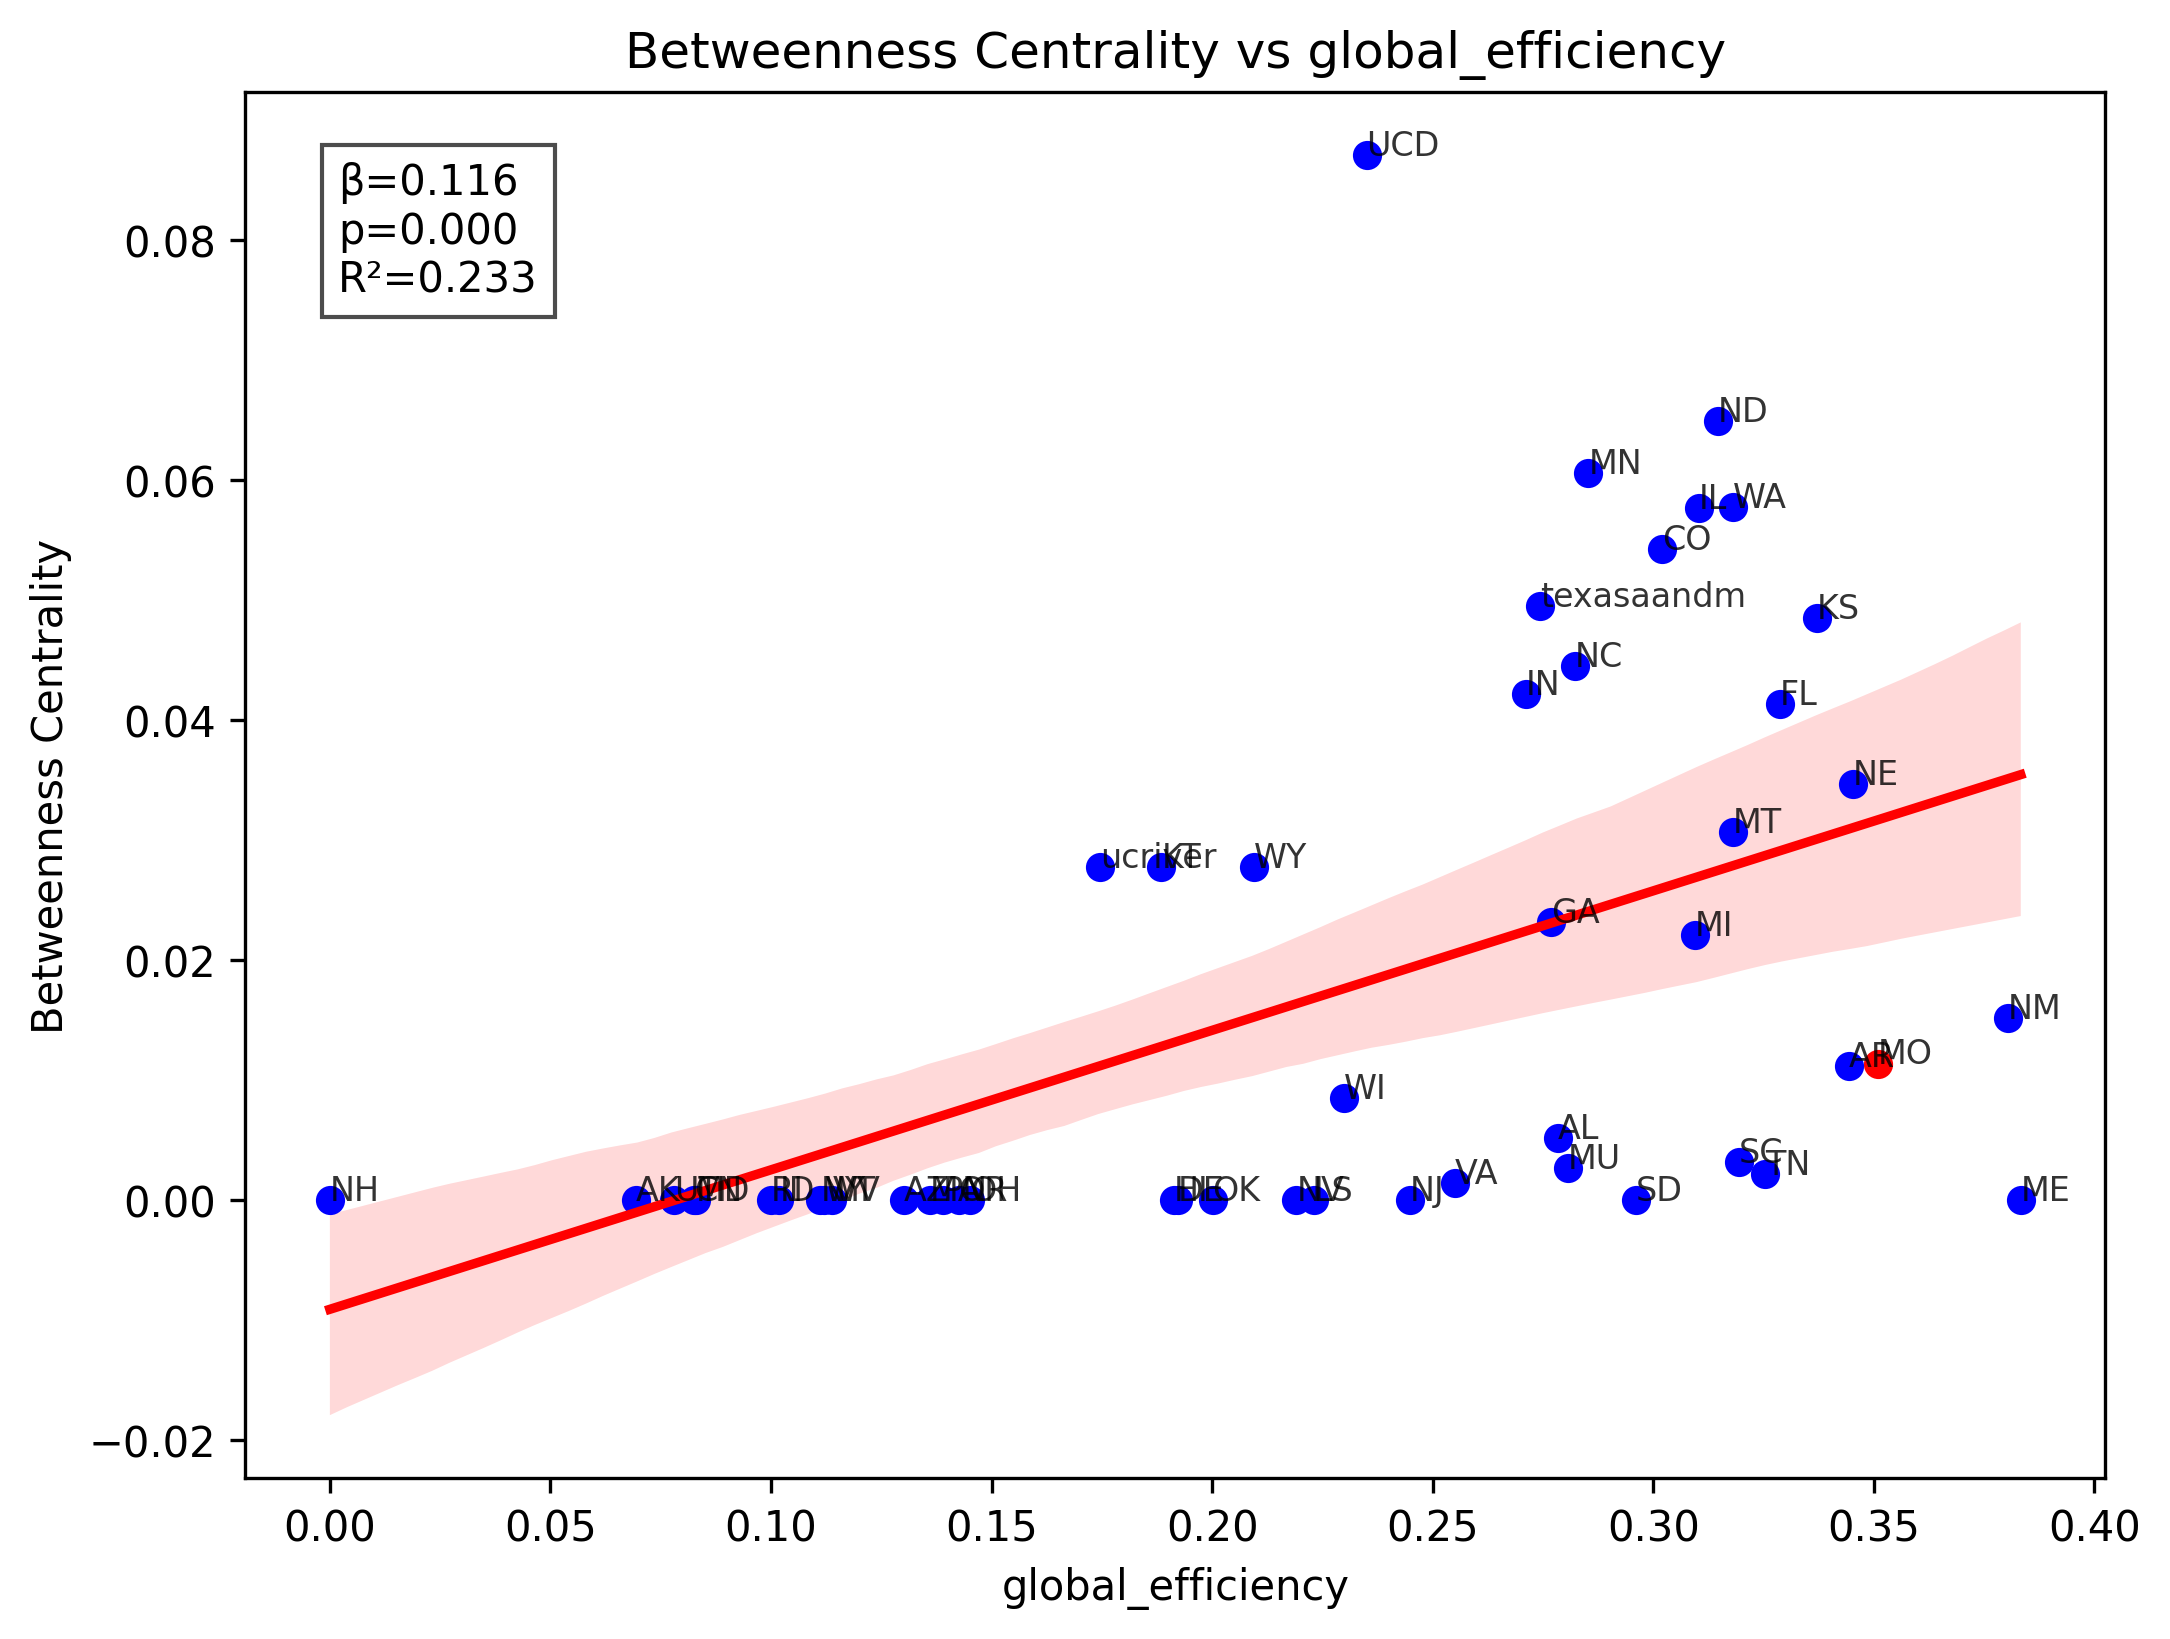 Betweenness Centrality vs global_efficiency
β=0.116
p=0.000
R²=0.233
Betweenness Centrality
0.08
0.06
0.04
0.02
0.00
−0.02
UCD
ND
MN
IL
WA
CO
texasaandm
KS
NC
IN
FL
NE
MT
ucriver
WY
GA
MI
NM
AR
MO
WI
AL
MU
SC
TN
VA
NH
AK
OK
NJ
SD
ME
0.00
0.05
0.10
0.15
0.20
0.25
0.30
0.35
0.40
global_efficiency